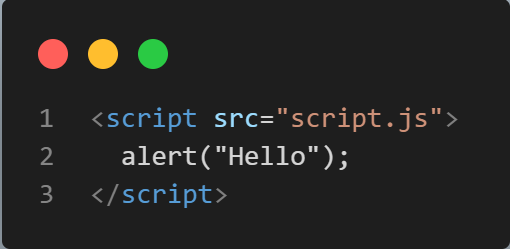 1 <script src="script.js">
2   alert("Hello");
3 </script>